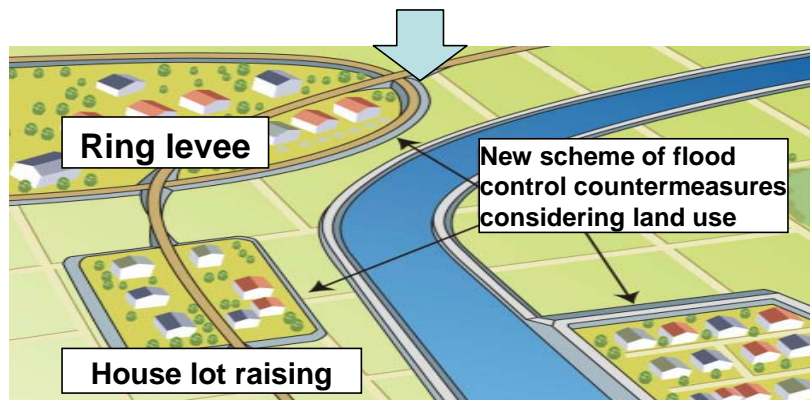 Ring levee
New scheme of flood
control countermeasures
considering land use
House lot raising